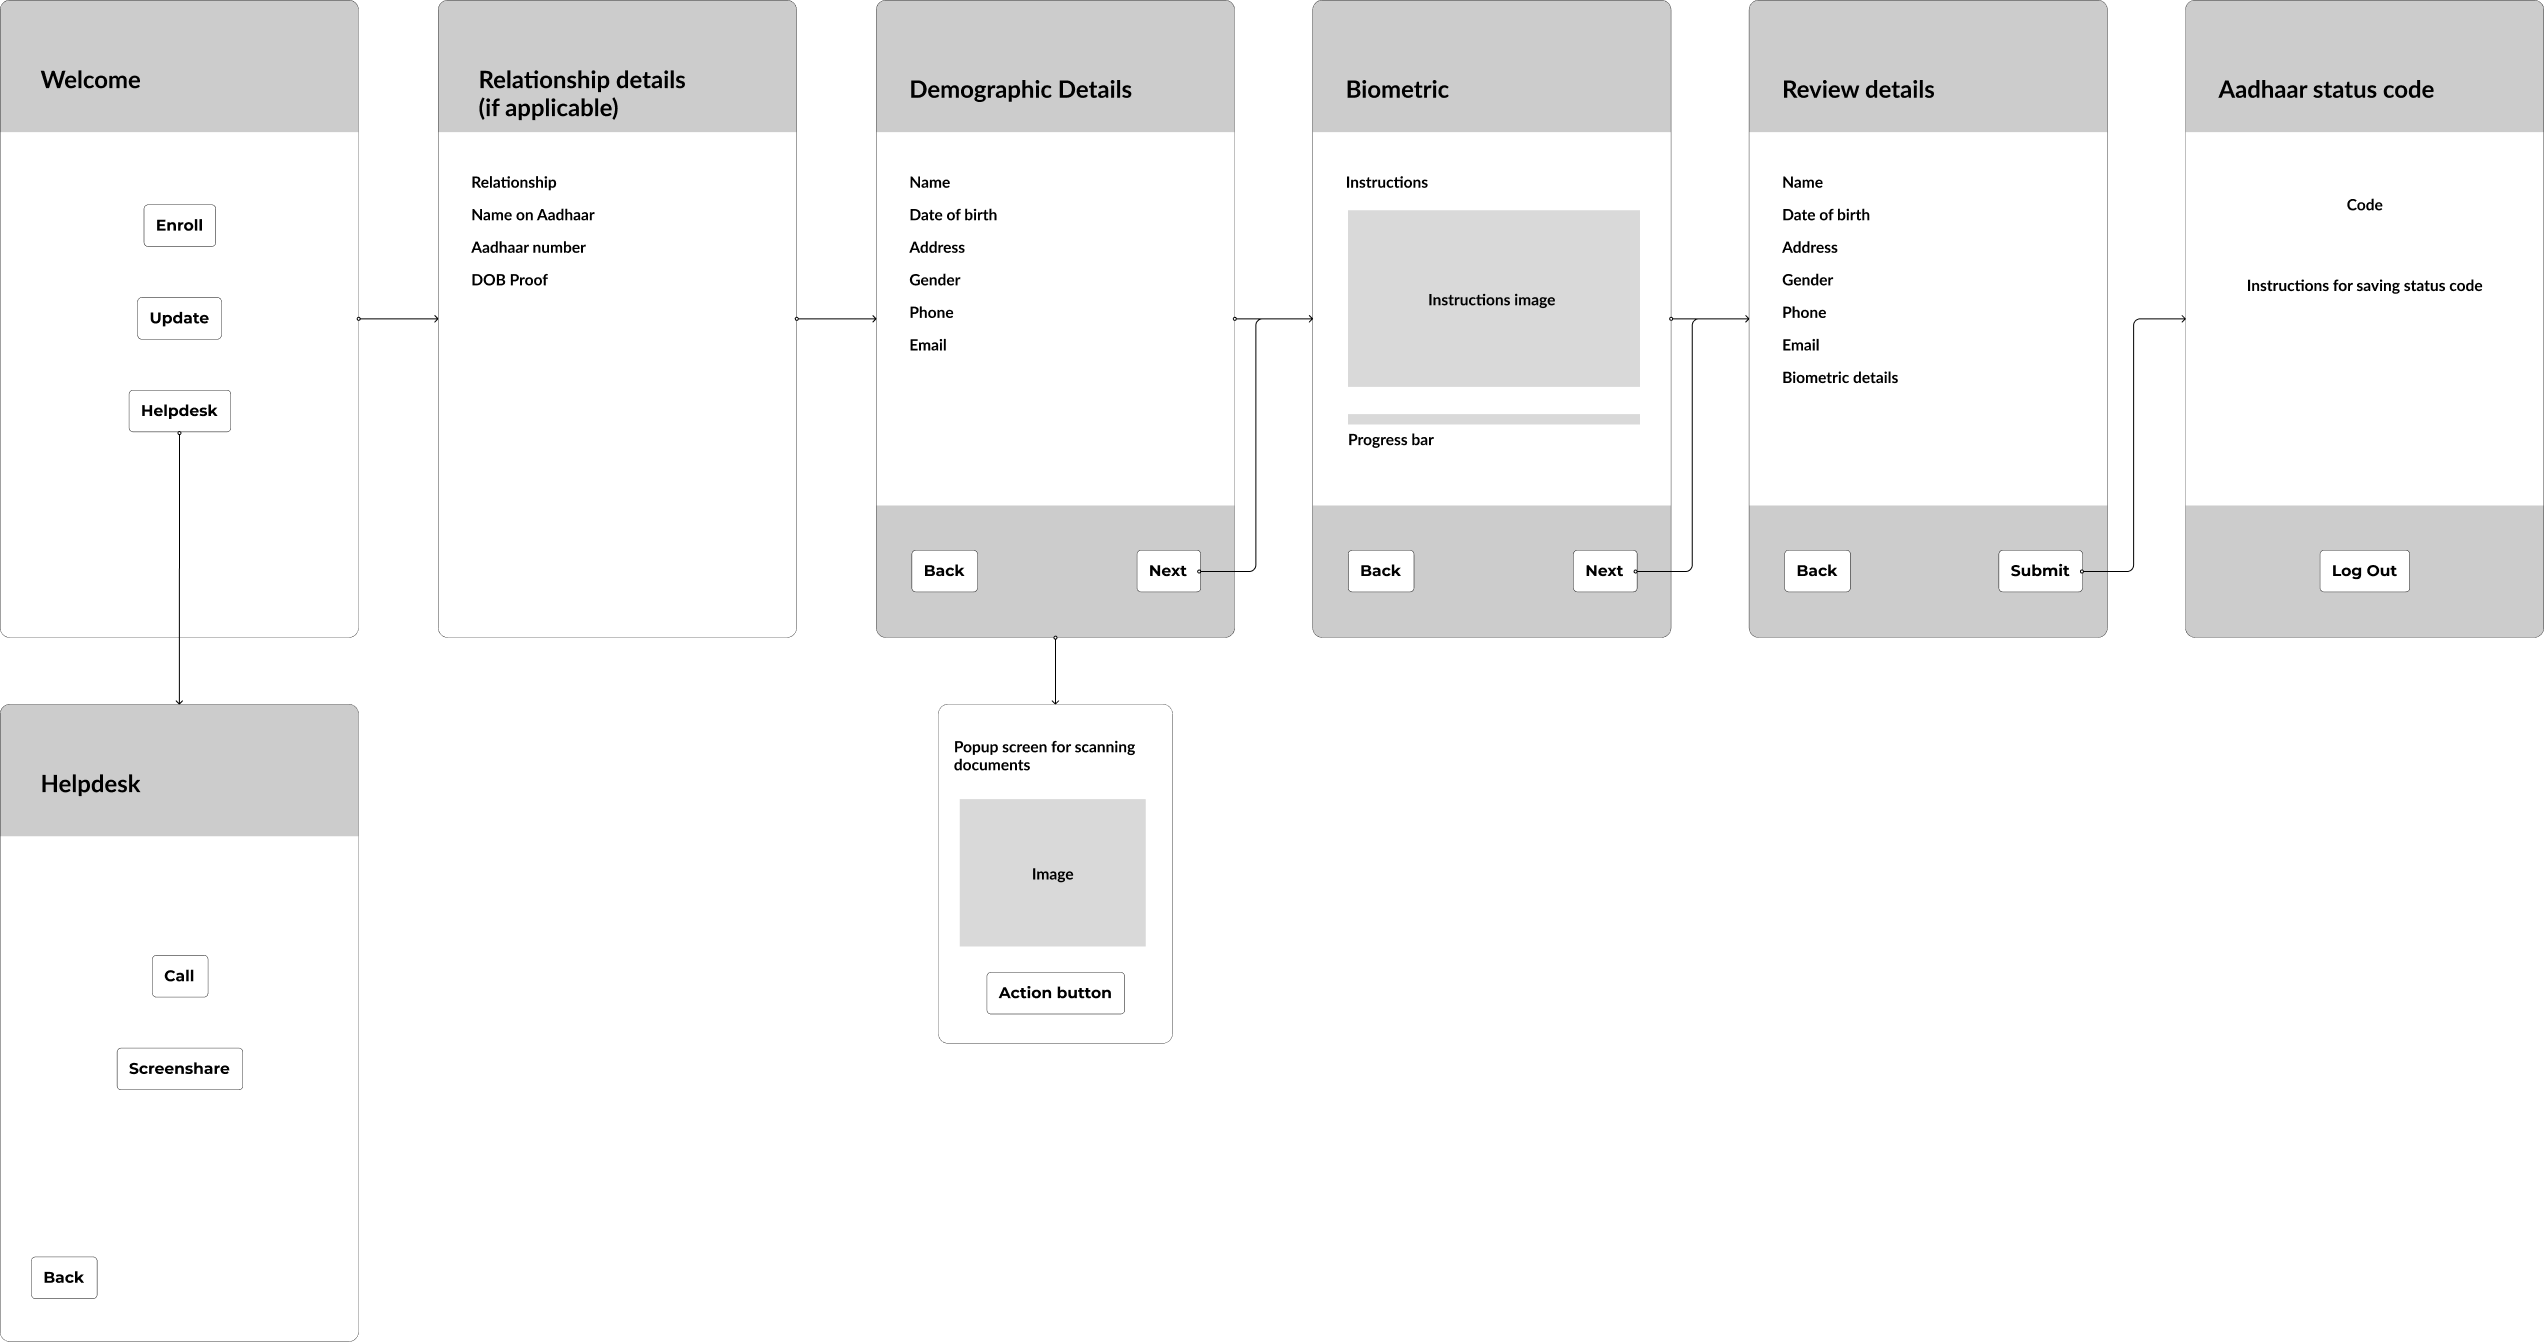 Welcome
Enroll
Update
Helpdesk
Relationship details
(if applicable)
Relationship
Name on Aadhaar
Aadhaar number
DOB Proof
Demographic Details
Name
Date of birth
Address
Gender
Phone
Email
Back
Next
Biometric
Instructions
Instructions image
Progress bar
Back
Next
Review details
Name
Date of birth
Address
Gender
Phone
Email
Biometric details
Back
Submit
Aadhaar status code
Code
Instructions for saving status code
Log Out
Helpdesk
Call
Screenshare
Back
Popup screen for scanning
documents
Image
Action button